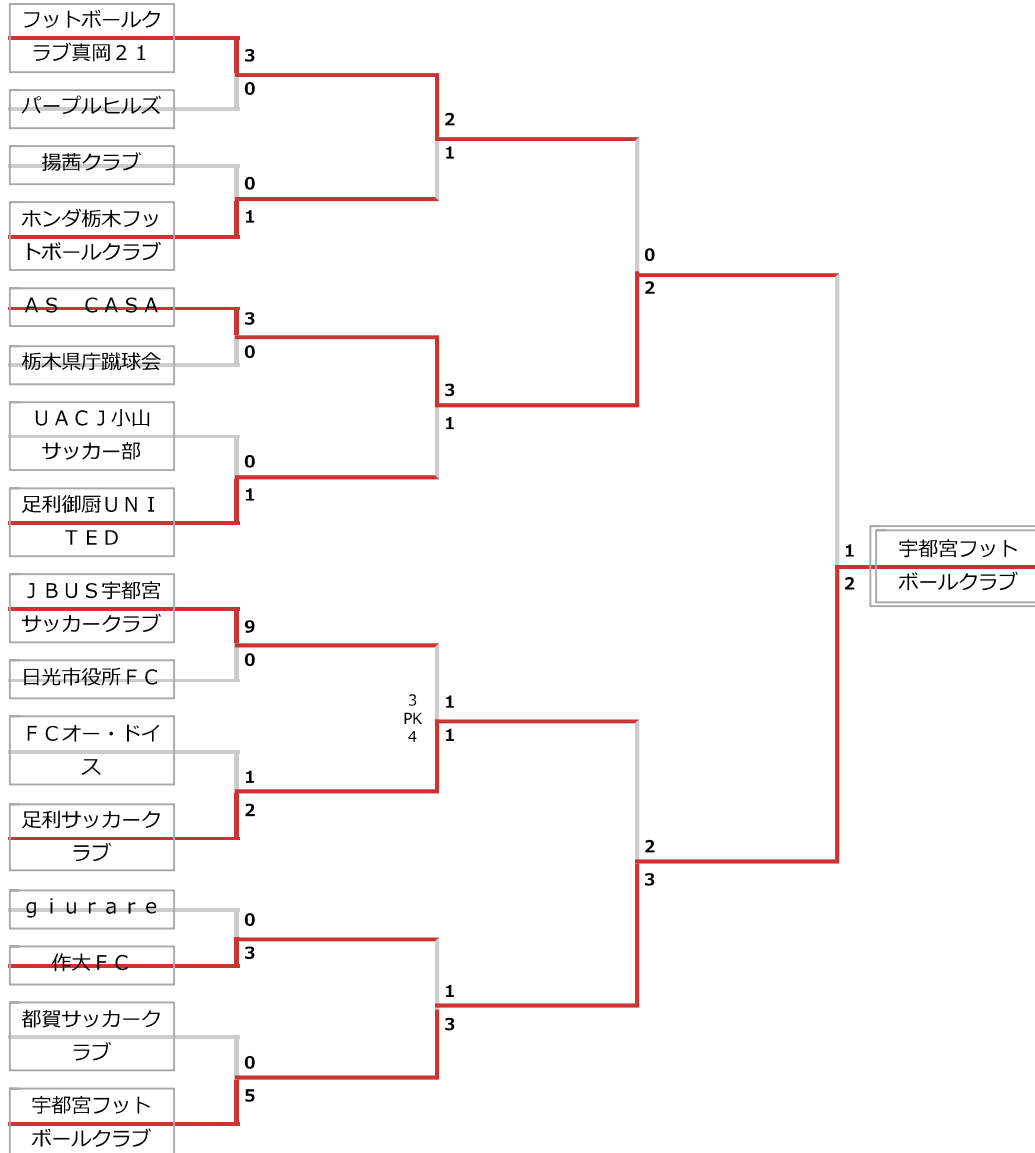 フットボールク
ラブ真岡２１
3
0
パープルヒルズ
2
1
揚茜クラブ
0
1
ホンダ栃木フッ
トボールクラブ
0
2
ＡＳ　ＣＡＳＡ
3
0
栃木県庁蹴球会
3
1
ＵＡＣＪ小山
サッカー部
0
1
足利御厨ＵＮＩ
ＴＥＤ
1
2
宇都宮フット
ボールクラブ
ＪＢＵＳ宇都宮
サッカークラブ
9
0
日光市役所ＦＣ
3
PK
4
1
1
ＦＣオー・ドイ
ス
1
2
足利サッカーク
ラブ
2
3
ｇｉｕｒａｒｅ
0
3
作大ＦＣ
1
3
都賀サッカーク
ラブ
0
5
宇都宮フット
ボールクラブ